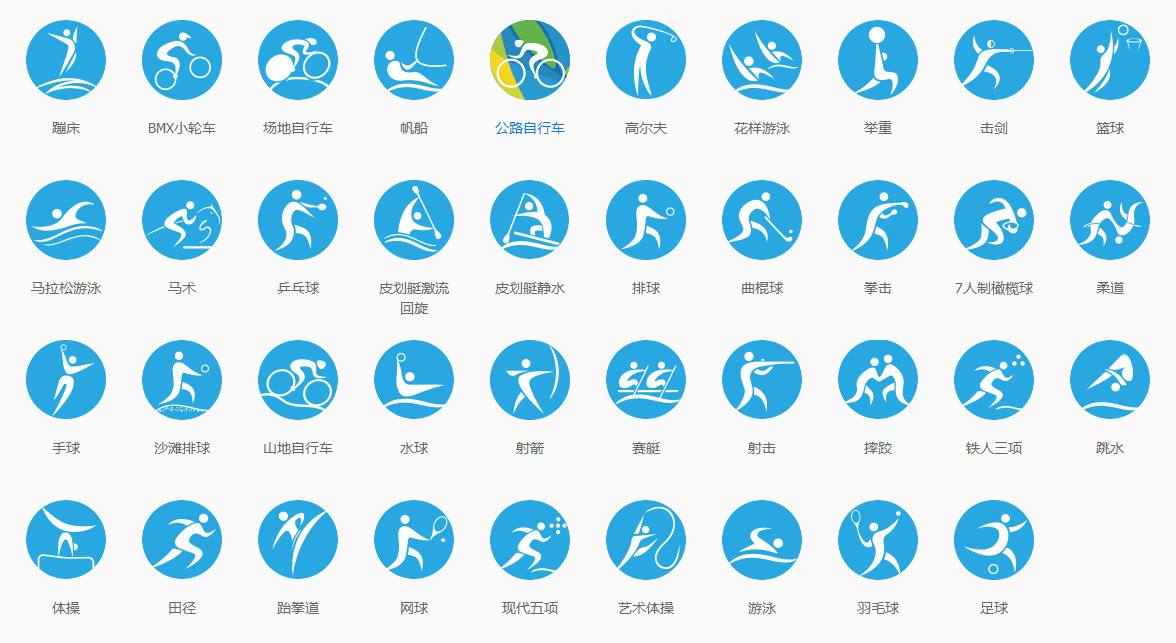 蹦床
BMX小轮车
场地自行车
帆船
公路自行车
高尔夫
花样游泳
举重
击剑
篮球
马拉松游泳
马术
乒乓球
皮划艇激流
回旋
皮划艇静水
排球
曲棍球
拳击
7人制橄榄球
柔道
手球
沙滩排球
山地自行车
水球
射箭
赛艇
射击
摔跤
铁人三项
跳水
体操
田径
跆拳道
网球
现代五项
艺术体操
游泳
羽毛球
足球